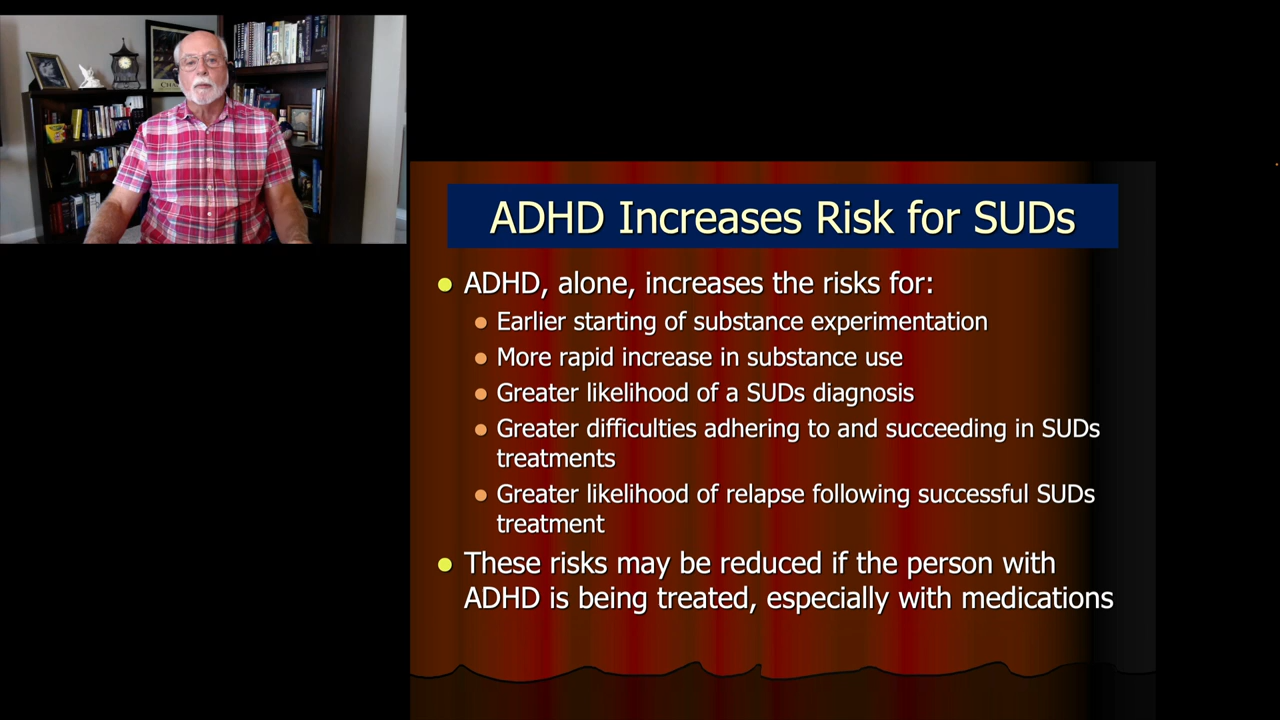 ADHD Increases Risk for SUDs
ADHD, alone, increases the risks for:
Earlier starting of substance experimentation
More rapid increase in substance use
Greater likelihood of a SUDs diagnosis
Greater difficulties adhering to and succeeding in SUDs
treatments
Greater likelihood of relapse following successful SUDs
treatment
These risks may be reduced if the person with
ADHD is being treated, especially with medications